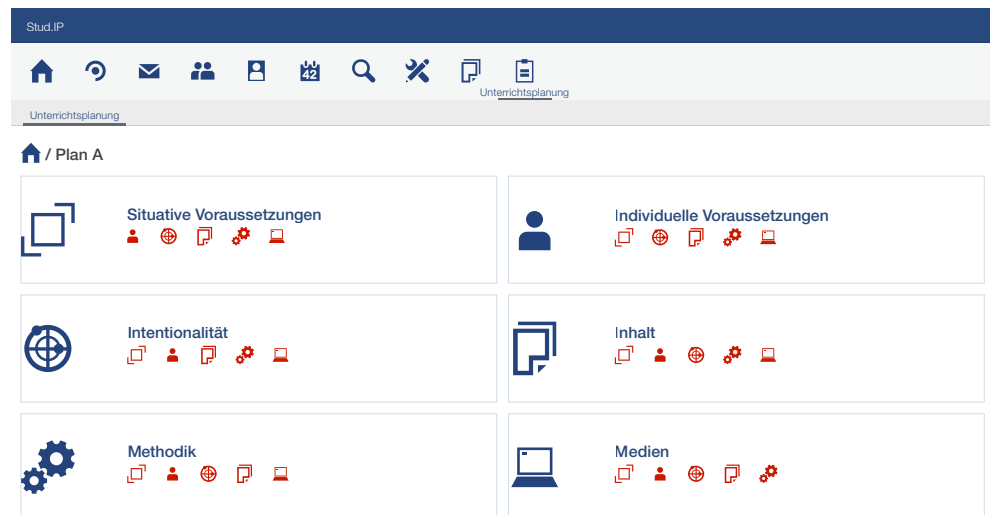 Stud.IP
42
Unterrichtsplanung
Unterrichtsplanung
/ Plan A
Situative Voraussetzungen
Individuelle Voraussetzungen
Intentionalität
Inhalt
Methodik
Medien